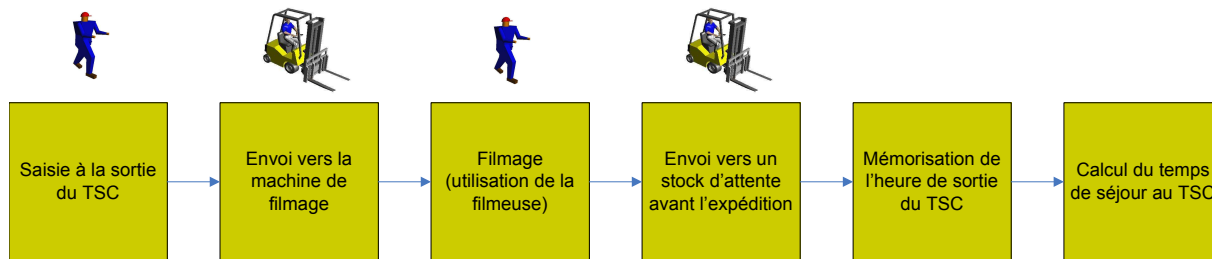 Saisie à la sortie
du TSC
Envoi vers la
machine de
filmage
Filmage
(utilisation de la
filmeuse)
Envoi vers un
stock d’attente
avant l’expédition
Mémorisation de
l’heure de sortie
du TSC
Calcul du temps
de séjour au TSC